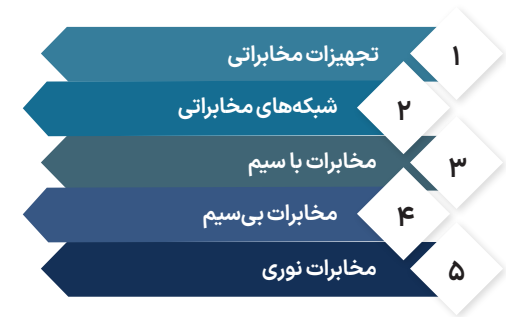 ۱ تجهیزات مخابراتی
۲ شبکه‌های مخابراتی
۳ مخابرات با سیم
۴ مخابرات بی‌سیم
۵ مخابرات نوری